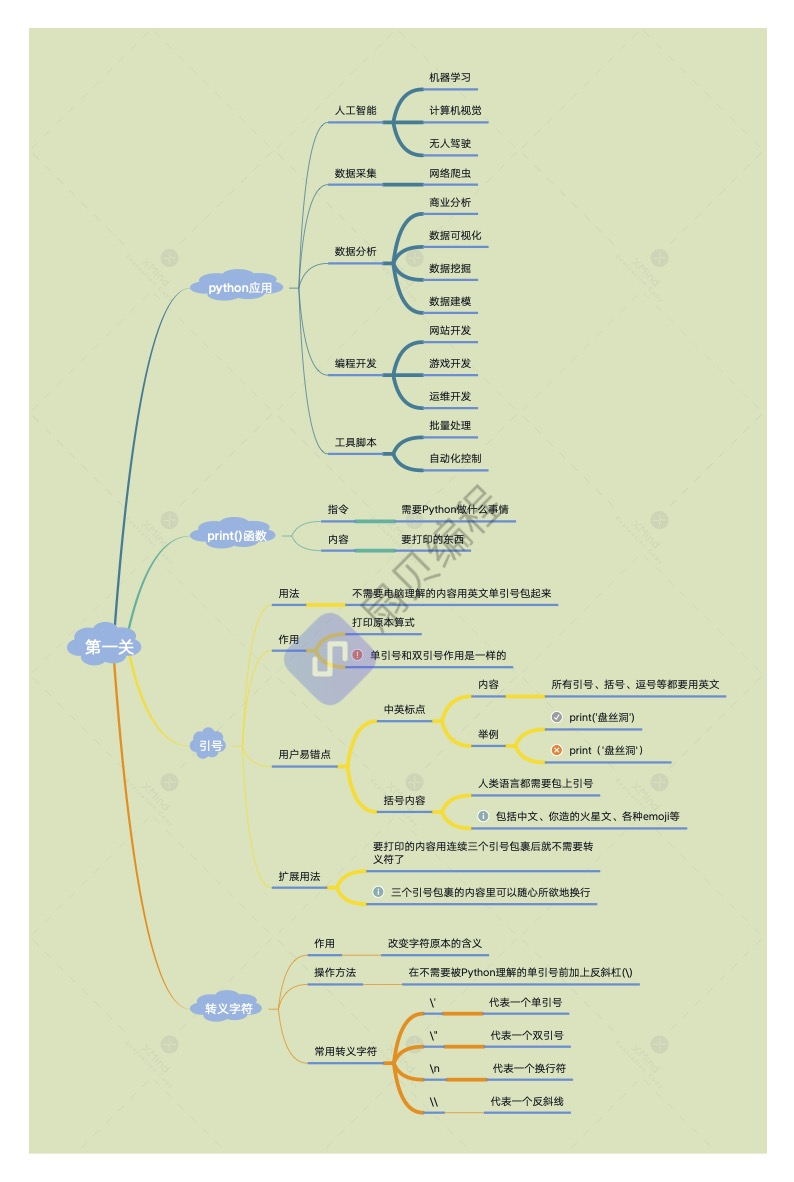 第一关
python应用
人工智能
机器学习
计算机视觉
无人驾驶
数据采集
网络爬虫
数据分析
商业分析
数据可视化
数据挖掘
数据建模
编程开发
网站开发
游戏开发
运维开发
工具脚本
批量处理
自动化控制
print()函数
指令
需要Python做什么事情
内容
要打印的东西
引号
用法
不需要电脑理解的内容用英文单引号包起来
作用
打印原本算式
单引号和双引号作用是一样的
用户易错点
中英标点
内容
所有引号、括号、逗号等都要用英文
举例
print('盘丝洞')
print（'盘丝洞'）
括号内容
人类语言都需要包上引号
包括中文、你造的火星文、各种emoji等
扩展用法
要打印的内容用连续三个引号包裹后就不需要转
义符了
三个引号包裹的内容里可以随心所欲地换行
转义字符
作用
改变字符原本的含义
操作方法
在不需要被Python理解的单引号前加上反斜杠(\)
常用转义字符
\'
代表一个单引号
\"
代表一个双引号
\n
代表一个换行符
\\
代表一个反斜线
扇贝编程